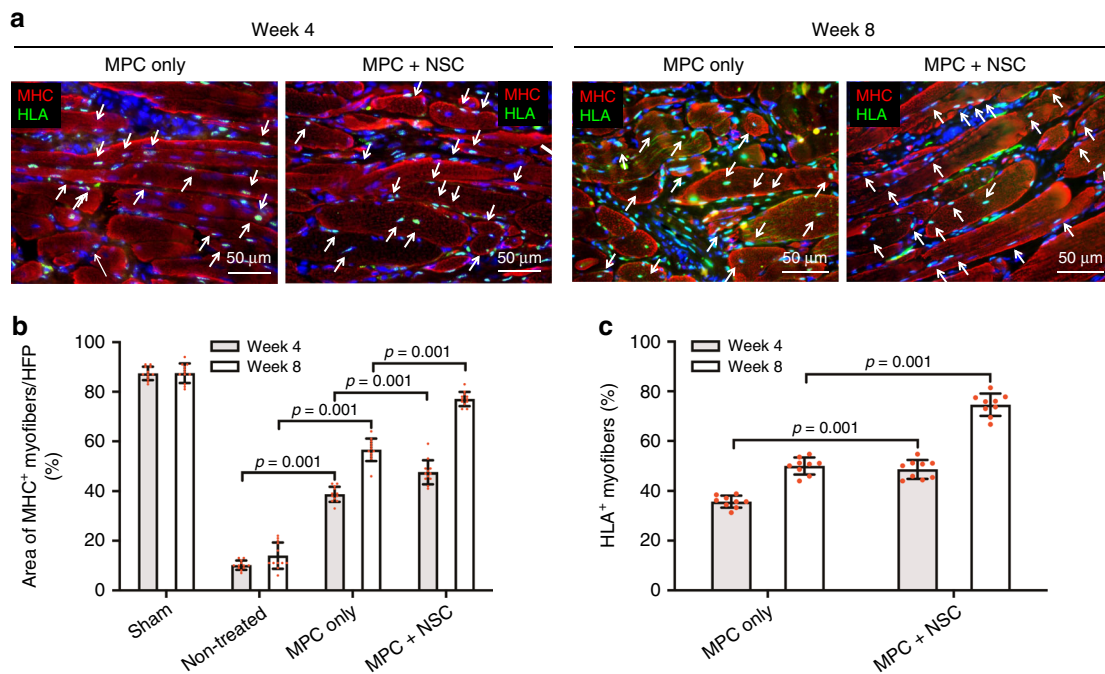 a
Week 4
Week 8
MPC only
MPC + NSC
MPC only
MPC + NSC
MHC
HLA
50 μm
MHC
HLA
50 μm
MHC
HLA
50 μm
MHC
HLA
50 μm
b
Area of MHC⁺ myofibers/HFP
(%)
100
80
60
40
20
0
Week 4
Week 8
p = 0.001
p = 0.001
p = 0.001
p = 0.001
Sham
Non-treated
MPC only
MPC + NSC
c
HLA⁺ myofibers (%)
100
80
60
40
20
0
Week 4
Week 8
p = 0.001
p = 0.001
MPC only
MPC + NSC